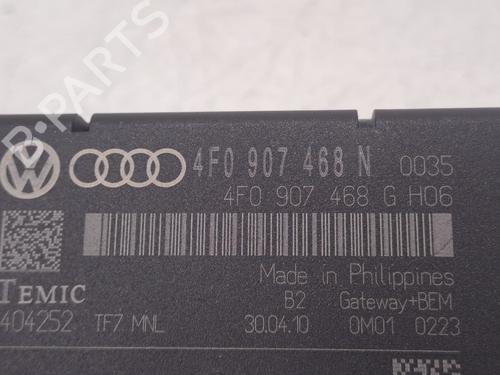 4F0 907 468 N 0035
4F0 907 468 G H06
Made in Philippines
TEMIC B2 Gateway+BEM
404252 TF7 MNL 30.04.10 0M01 0223